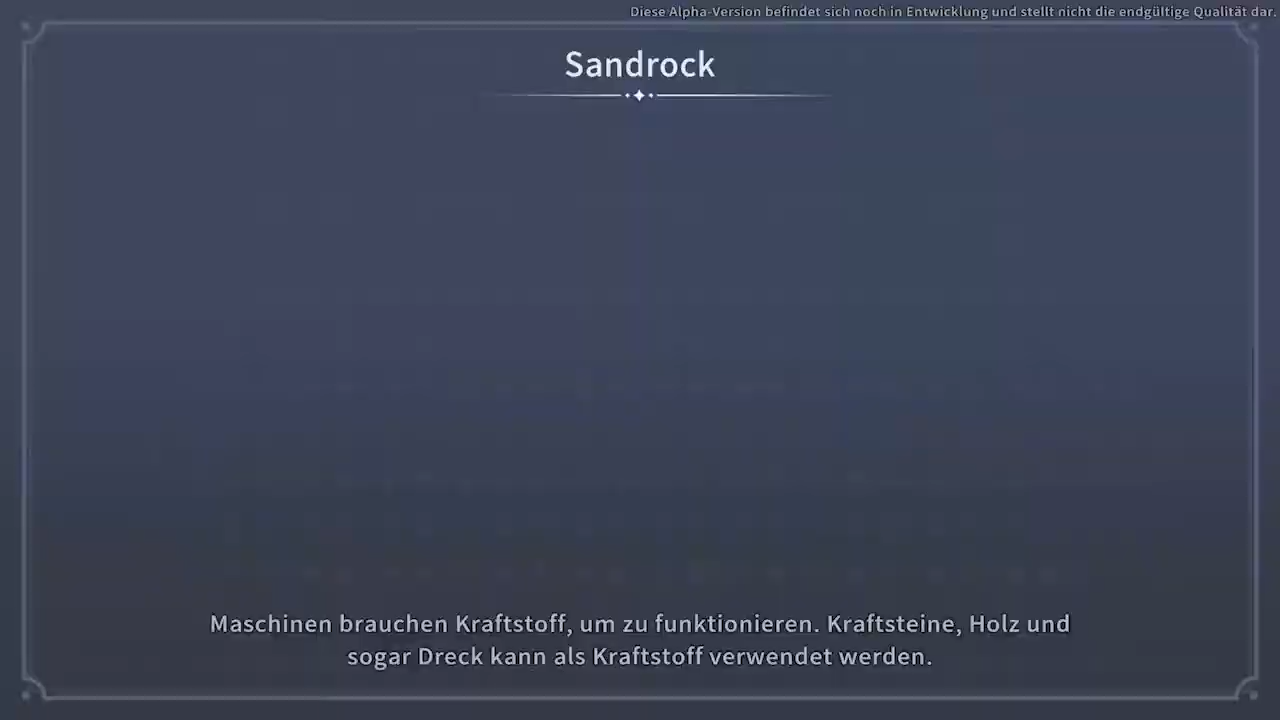 Diese Alpha-Version befindet sich noch in Entwicklung und stellt nicht die endgültige Qualität dar.
Sandrock
Maschinen brauchen Kraftstoff, um zu funktionieren. Kraftsteine, Holz und
sogar Dreck kann als Kraftstoff verwendet werden.